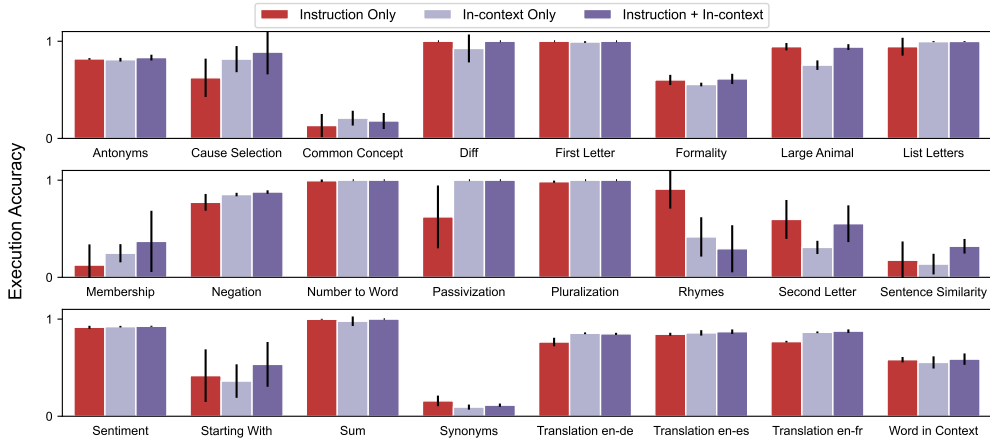 Instruction Only In-context Only Instruction + In-context
Execution Accuracy
1
0
Antonyms Cause Selection Common Concept Diff First Letter Formality Large Animal List Letters
1
0
Membership Negation Number to Word Passivization Pluralization Rhymes Second Letter Sentence Similarity
1
0
Sentiment Starting With Sum Synonyms Translation en-de Translation en-es Translation en-fr Word in Context